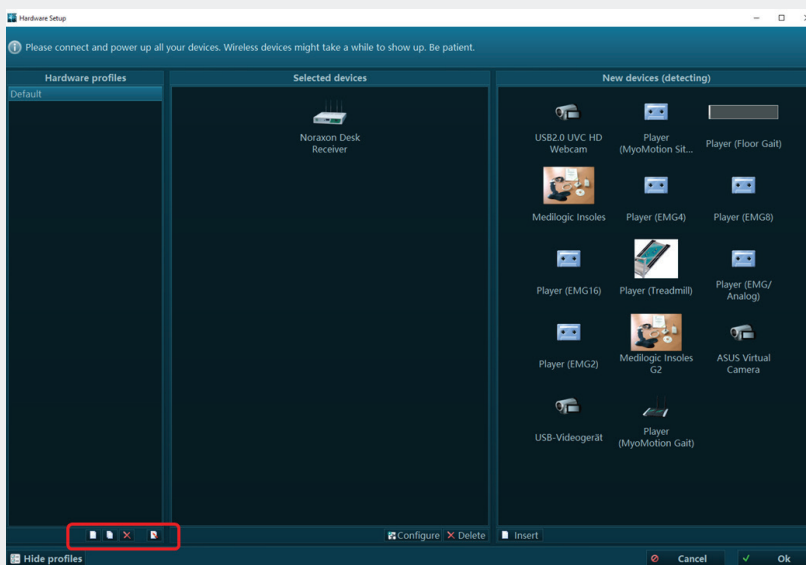 Hardware Setup
Please connect and power up all your devices. Wireless devices might take a while to show up. Be patient.
Hardware profiles
Default
Selected devices
Noraxon Desk
Receiver
New devices (detecting)
USB2.0 UVC HD
Webcam
Player
(MyoMotion Sit...
Player (Floor Gait)
Medilogic Insoles
Player (EMG4)
Player (EMG8)
Player (EMG16)
Player (Treadmill)
Player (EMG/
Analog)
Player (EMG2)
Medilogic Insoles
G2
ASUS Virtual
Camera
USB-Videogerät
Player
(MyoMotion Gait)
Configure
Delete
Insert
Hide profiles
Cancel
Ok